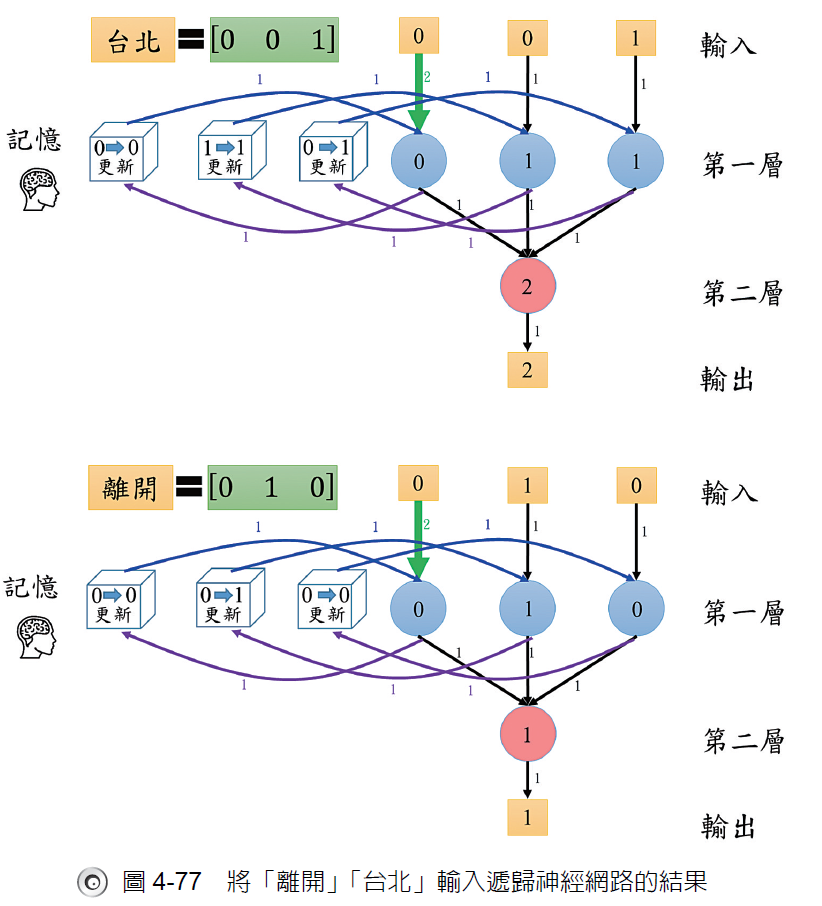 台北 = [0 0 1] 0 0 1 輸入
1 1 1 2 1 1
記憶 0➡0 更新 1➡1 更新 0➡1 更新 0 1 1 第一層
1 1 1 1 1 1
2 第二層
1
2 輸出
離開 = [0 1 0] 0 1 0 輸入
1 1 1 2 1 1
記憶 0➡0 更新 0➡1 更新 0➡0 更新 0 1 0 第一層
1 1 1 1 1 1
1 第二層
1
1 輸出
圖 4-77 將「離開」「台北」輸入遞歸神經網路的結果